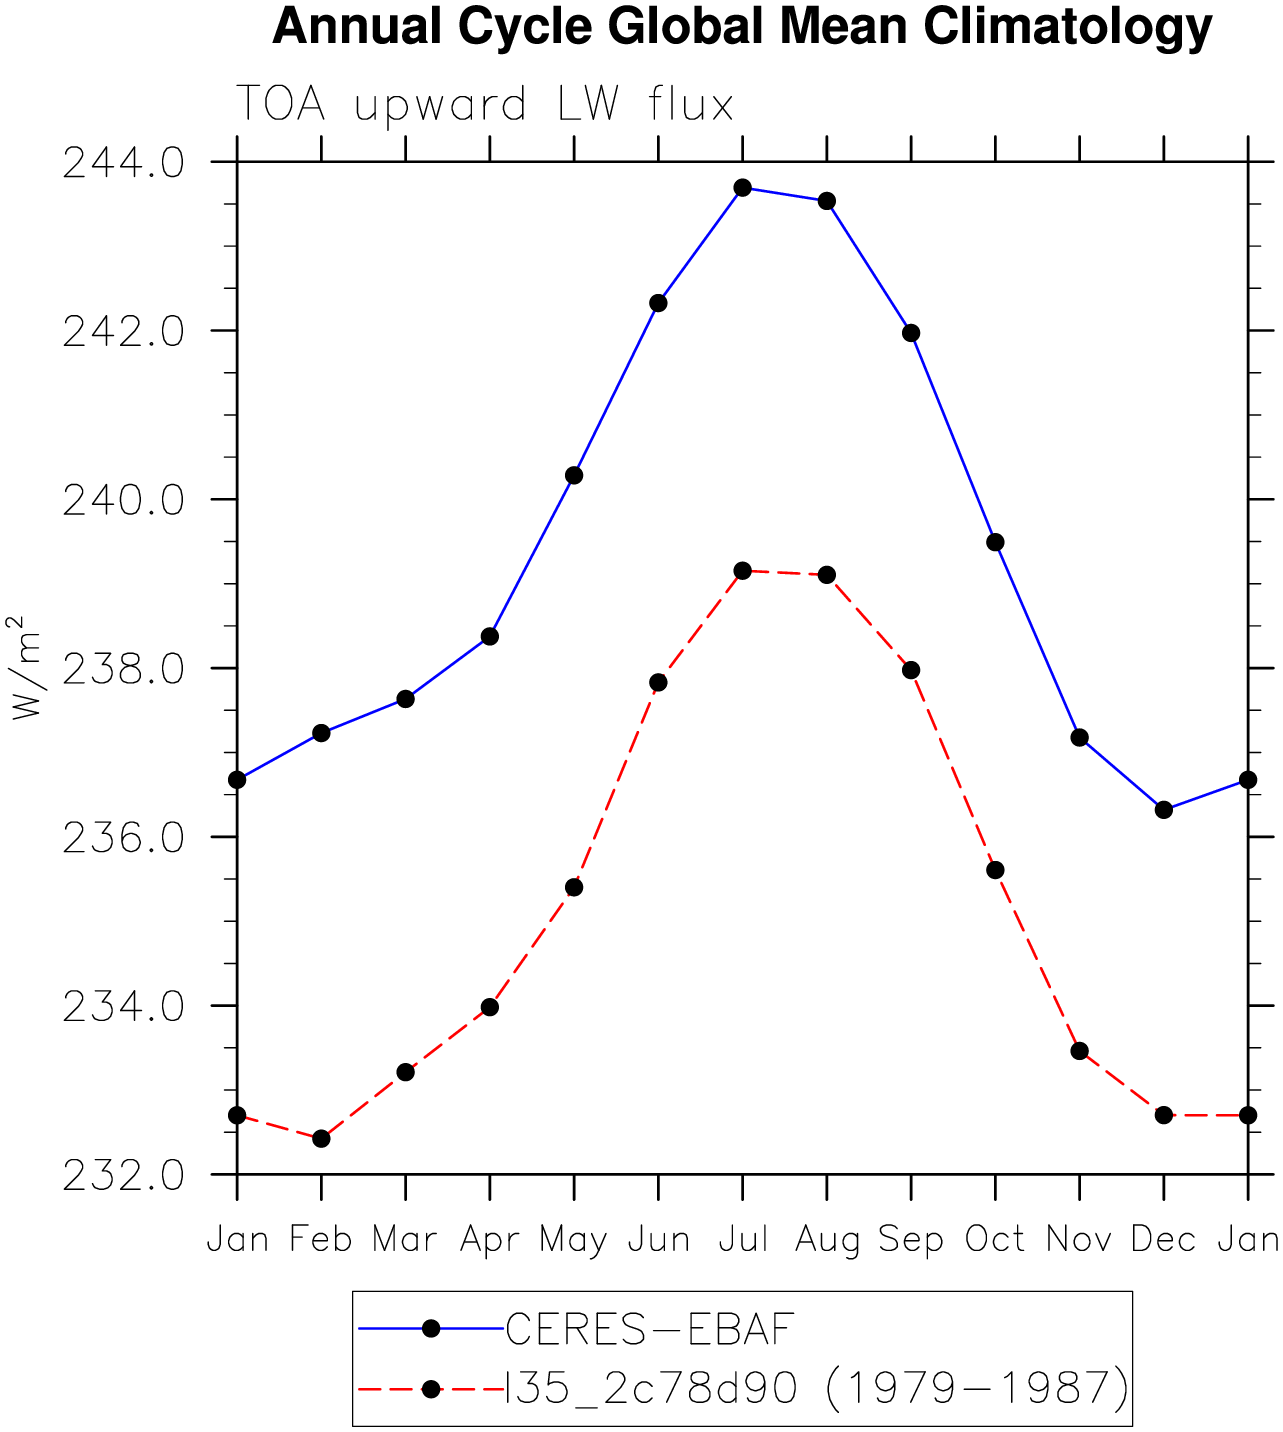 Annual Cycle Global Mean Climatology
TOA upward LW flux
244.0
242.0
240.0
238.0
236.0
234.0
232.0
W/m²
Jan Feb Mar Apr May Jun Jul Aug Sep Oct Nov Dec Jan
CERES-EBAF
I35_2c78d90 (1979-1987)